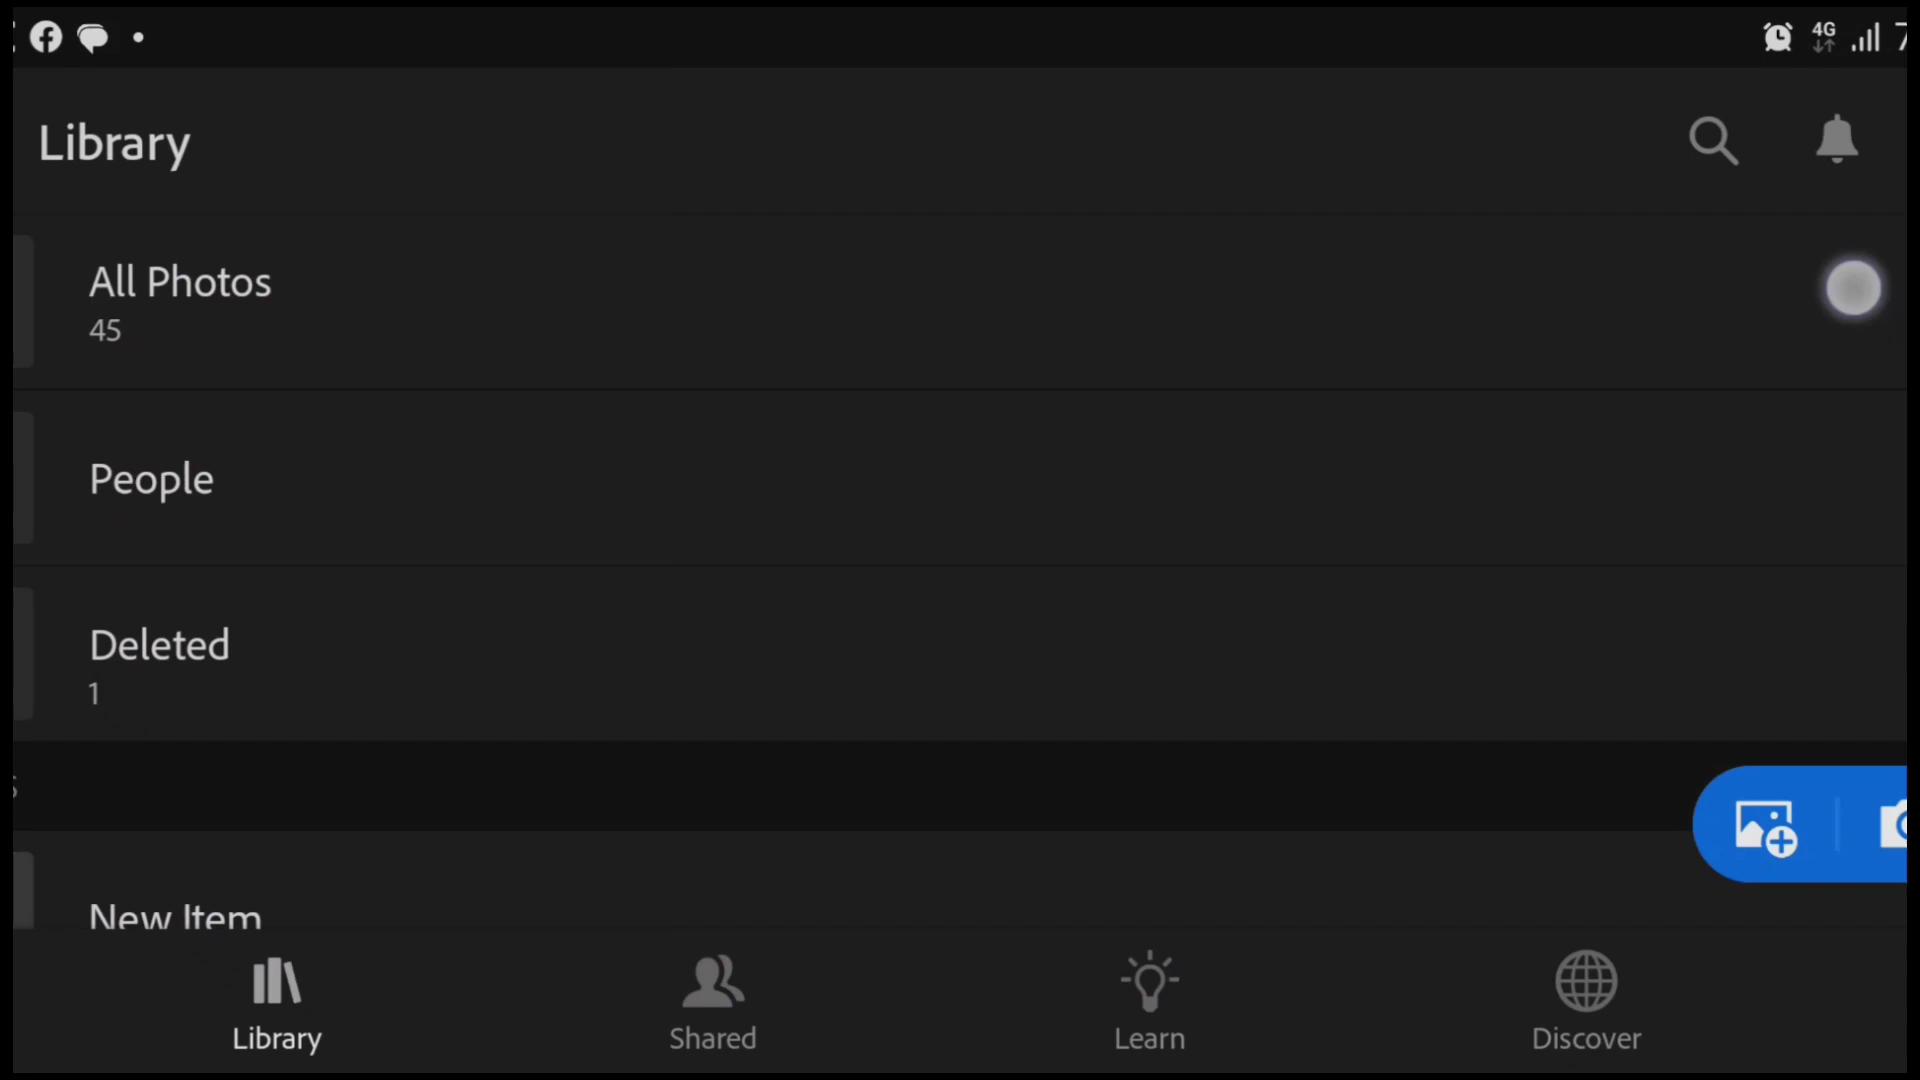 4G
Library
All Photos
45
People
Deleted
1
New Item
Library
Shared
Learn
Discover